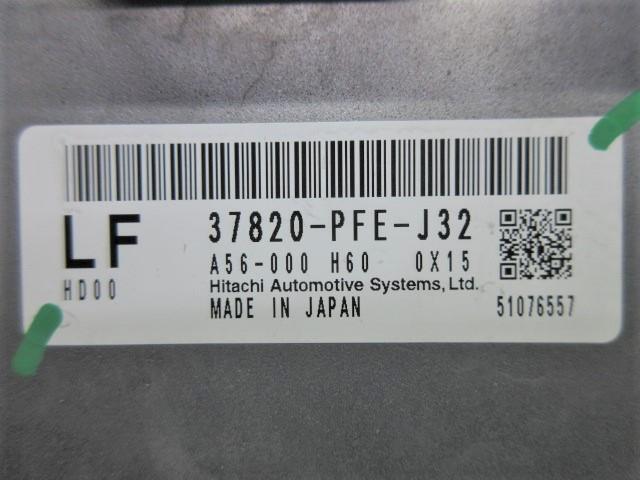 LF
HD00
37820-PFE-J32
A56-000 H60 0X15
Hitachi Automotive Systems, Ltd.
MADE IN JAPAN
51076557